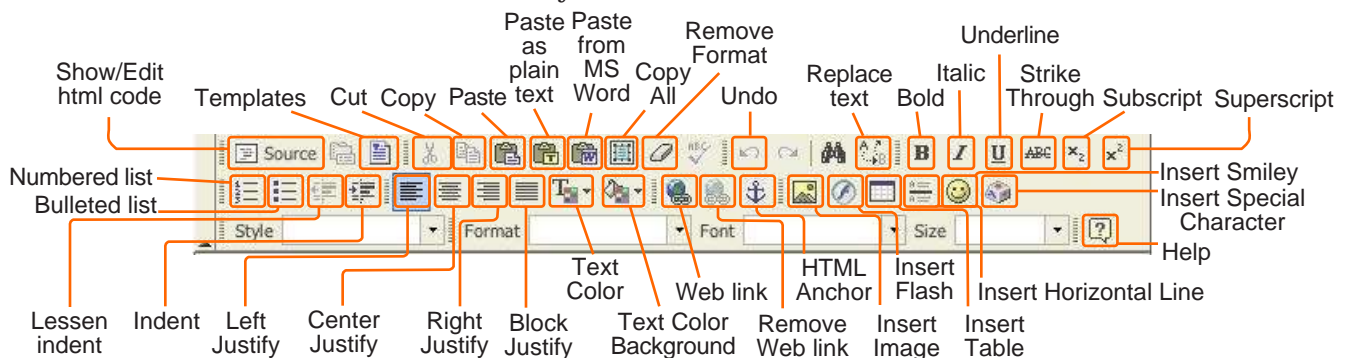 Paste as plain text
Paste from MS Word
Remove Format
Underline
Show/Edit html code
Templates
Cut
Copy
Paste
Copy All
Undo
Replace text
Bold
Italic
Strike Through
Subscript
Superscript
Source
ABC
T
W
A
B
B
I
U
ABC
x₂
x²
Numbered list
Bulleted list
Insert Smiley
Insert Special Character
Style
Format
Font
Size
Help
Lessen indent
Indent
Left Justify
Center Justify
Right Justify
Block Justify
Text Color
Text Color Background
Web link
Remove Web link
HTML Anchor
Insert Image
Insert Flash
Insert Table
Insert Horizontal Line